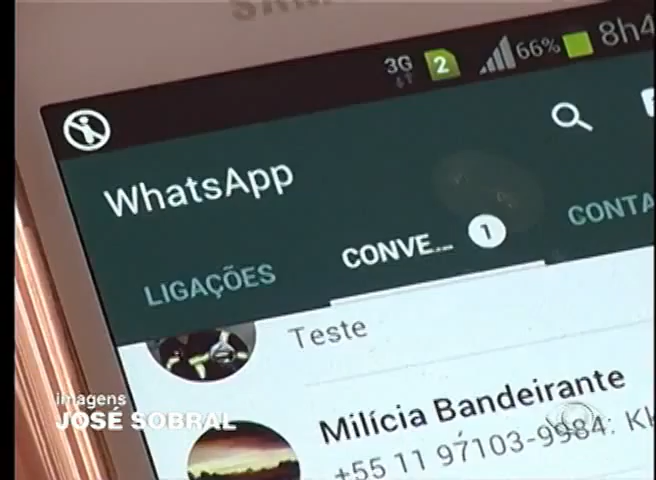 3G 2 66% 8h4
WhatsApp
LIGAÇÕES CONVE... 1 CONTA
Teste
Milícia Bandeirante
+55 11 97103-9984: K
imagens
JOSÉ SOBRAL